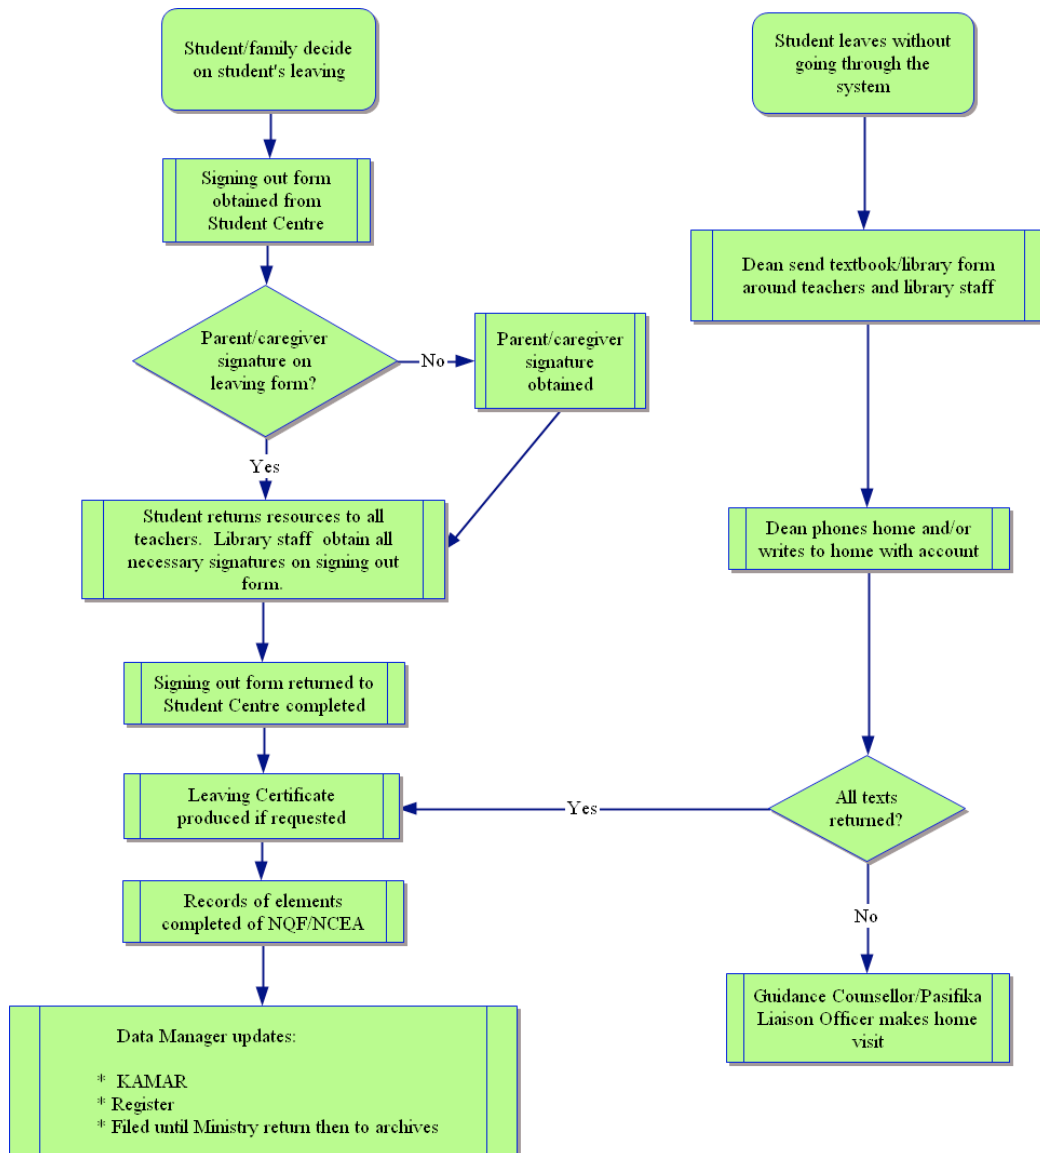 Student/family decide
on student's leaving
Student leaves without
going through the
system
Signing out form
obtained from
Student Centre
Dean send textbook/library form
around teachers and library staff
Parent/caregiver
signature on
leaving form?
No
Parent/caregiver
signature
obtained
Yes
Student returns resources to all
teachers. Library staff obtain all
necessary signatures on signing out
form.
Dean phones home and/or
writes to home with account
Signing out form returned to
Student Centre completed
Leaving Certificate
produced if requested
Yes
All texts
returned?
Records of elements
completed of NQF/NCEA
No
Guidance Counsellor/Pasifika
Liaison Officer makes home
visit
Data Manager updates:
* KAMAR
* Register
* Filed until Ministry return then to archives